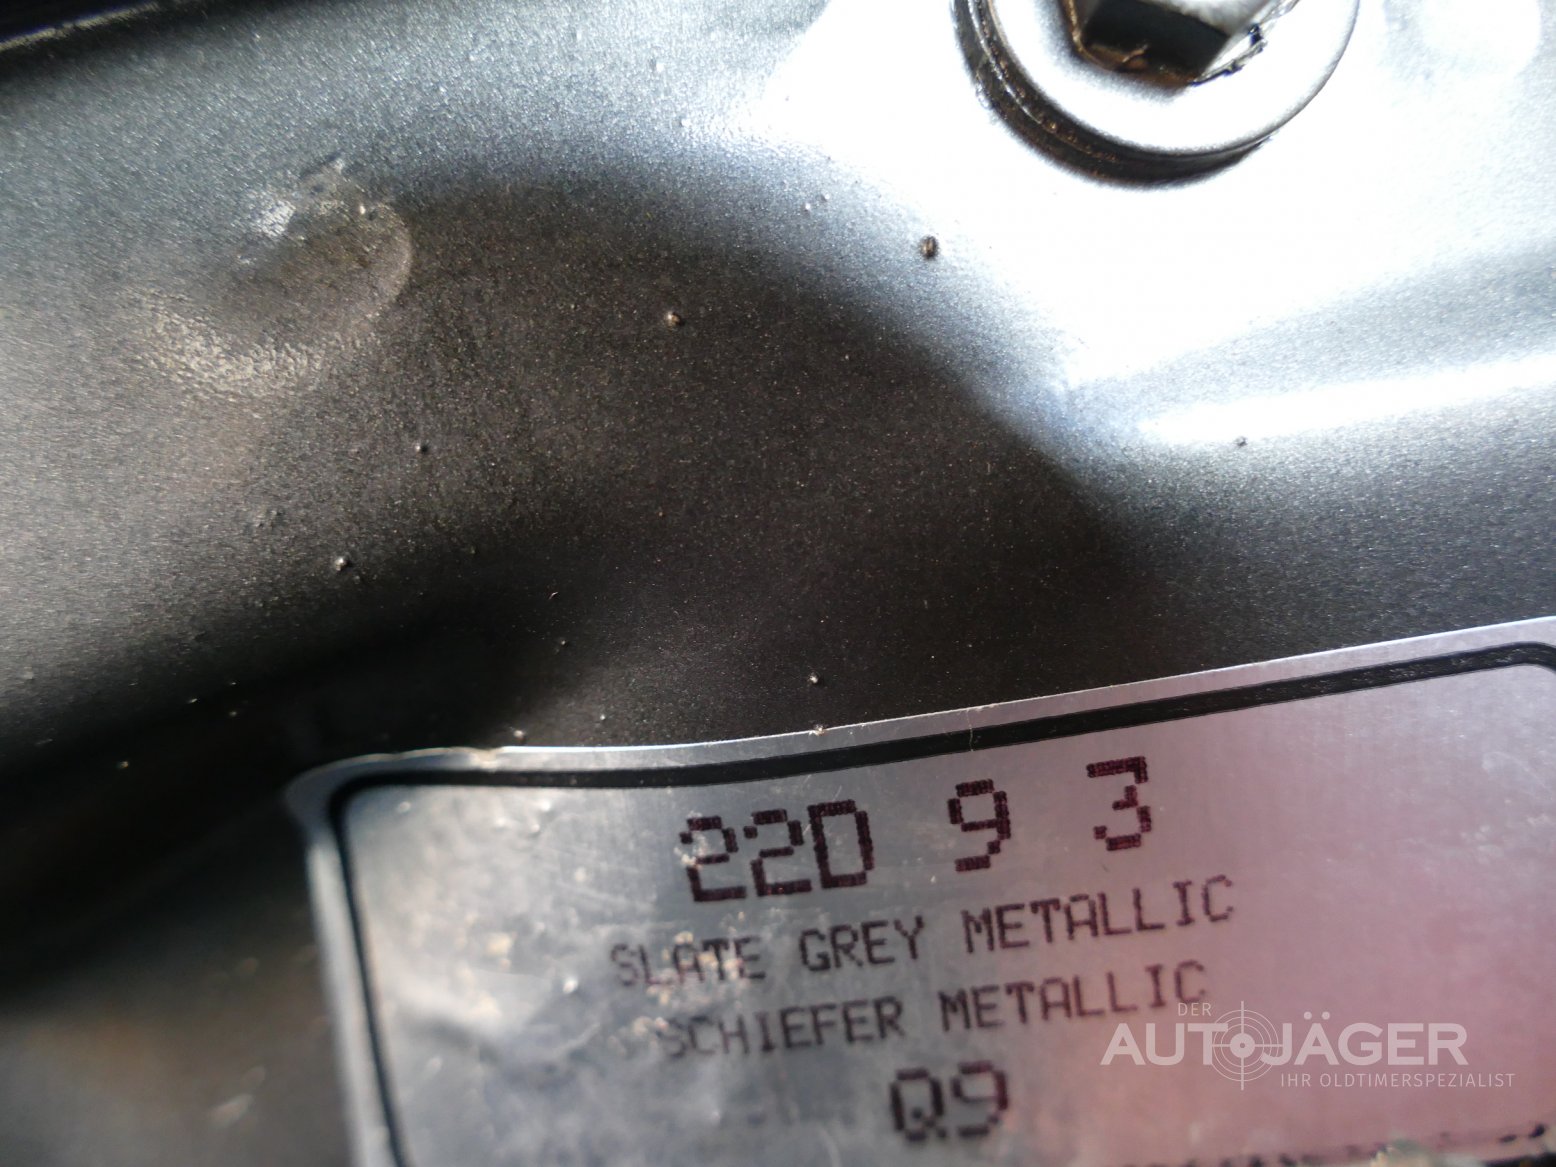 22D 9 3
SLATE GREY METALLIC
SCHIEFER METALLIC
Q9
DER
AUTOJÄGER
IHR OLDTIMERSPEZIALIST